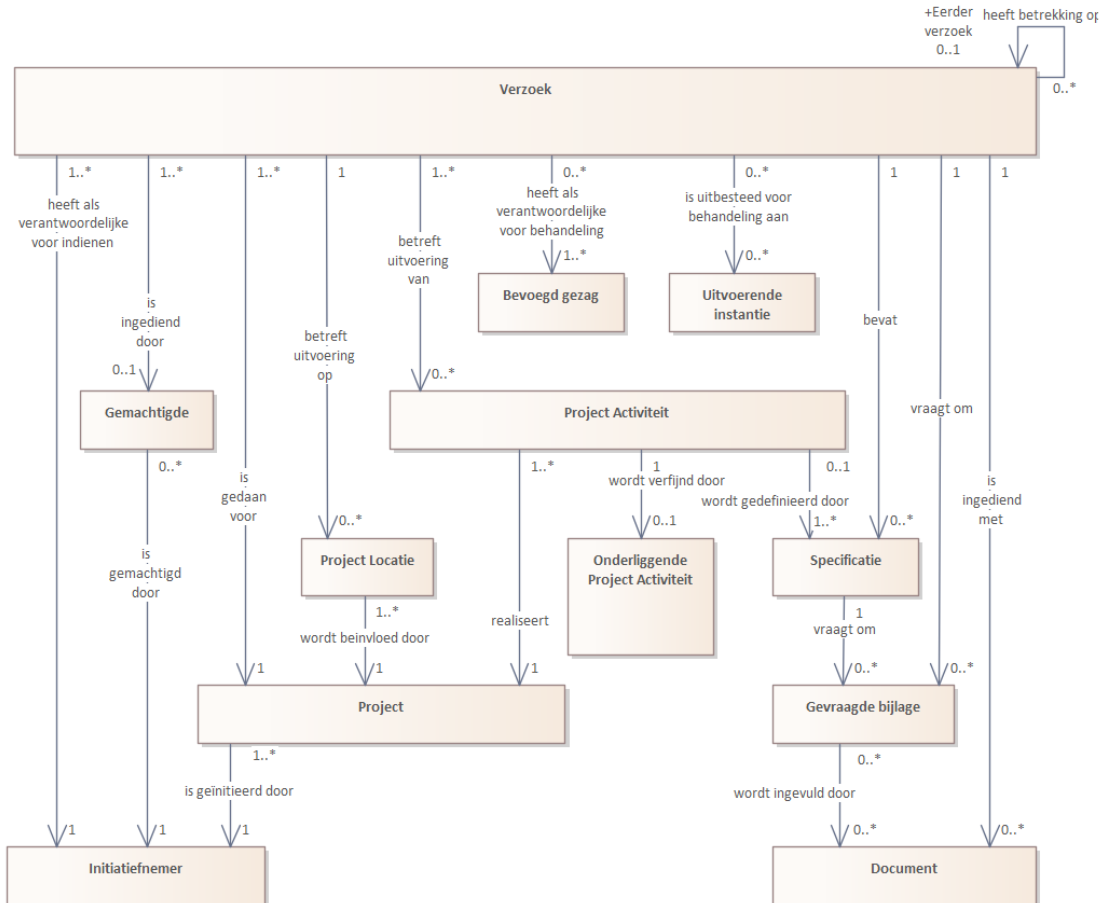 +Eerder
verzoek
0..1
heeft betrekking op
0..*
Verzoek
1..*
1..*
1..*
1
1..*
0..*
0..*
1
1
1
heeft als
verantwoordelijke
voor indienen
is
ingediend
door
0..1
is
gedaan
voor
betreft
uitvoering
op
betreft
uitvoering
van
heeft als
verantwoordelijke
voor behandeling
1..*
is uitbesteed voor
behandeling aan
0..*
Bevoegd gezag
Uitvoerende
instantie
bevat
vraagt om
is
ingediend
met
0..*
Gemachtigde
Project Activiteit
0..*
1..*
1
0..1
wordt verfijnd door
wordt gedefinieerd door
0..*
0..1
1..*
0..*
is
gemachtigd
door
Project Locatie
Onderliggende
Project Activiteit
Specificatie
1..*
1
wordt beinvloed door
realiseert
vraagt om
1
1
1
0..*
0..*
Project
Gevraagde bijlage
1..*
0..*
is geïnitieerd door
wordt ingevuld door
1
1
1
0..*
0..*
Initiatiefnemer
Document